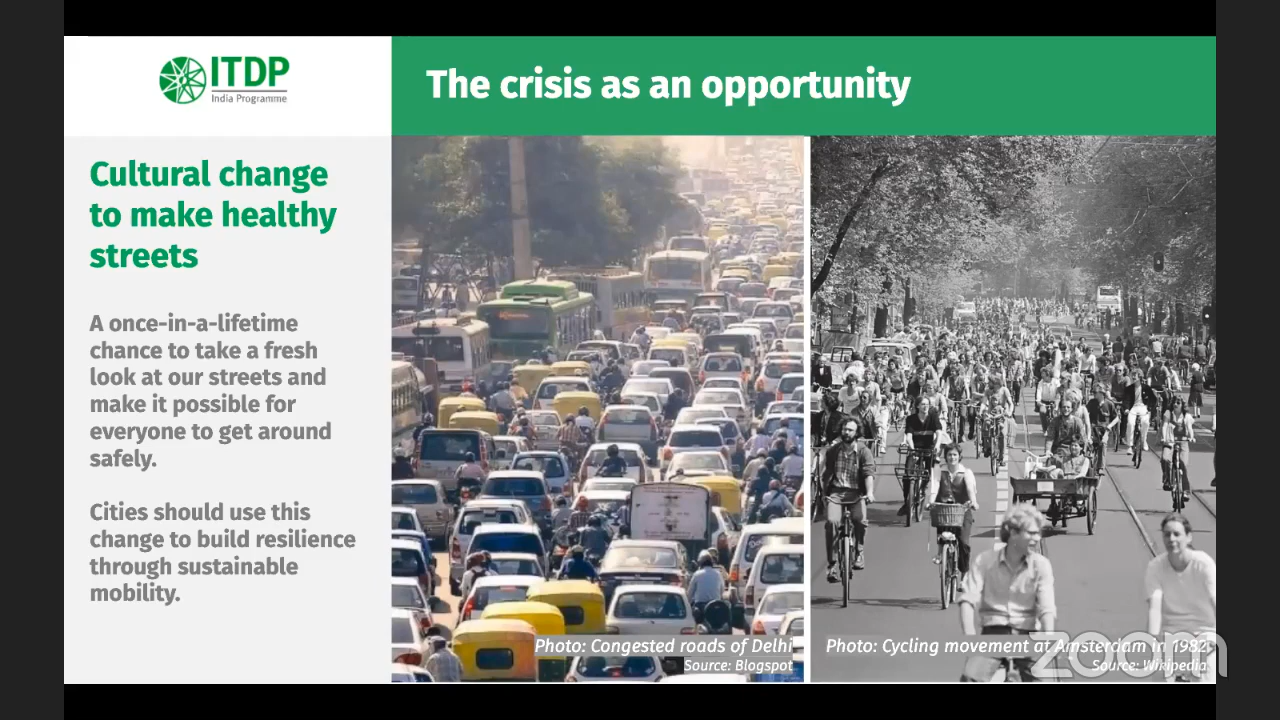 ITDP
India Programme
The crisis as an opportunity
Cultural change
to make healthy
streets
A once-in-a-lifetime
chance to take a fresh
look at our streets and
make it possible for
everyone to get around
safely.
Cities should use this
change to build resilience
through sustainable
mobility.
Photo: Congested roads of Delhi
Source: Blogspot
Photo: Cycling movement at Amsterdam in 1982
Source: Wikipedia
zoom